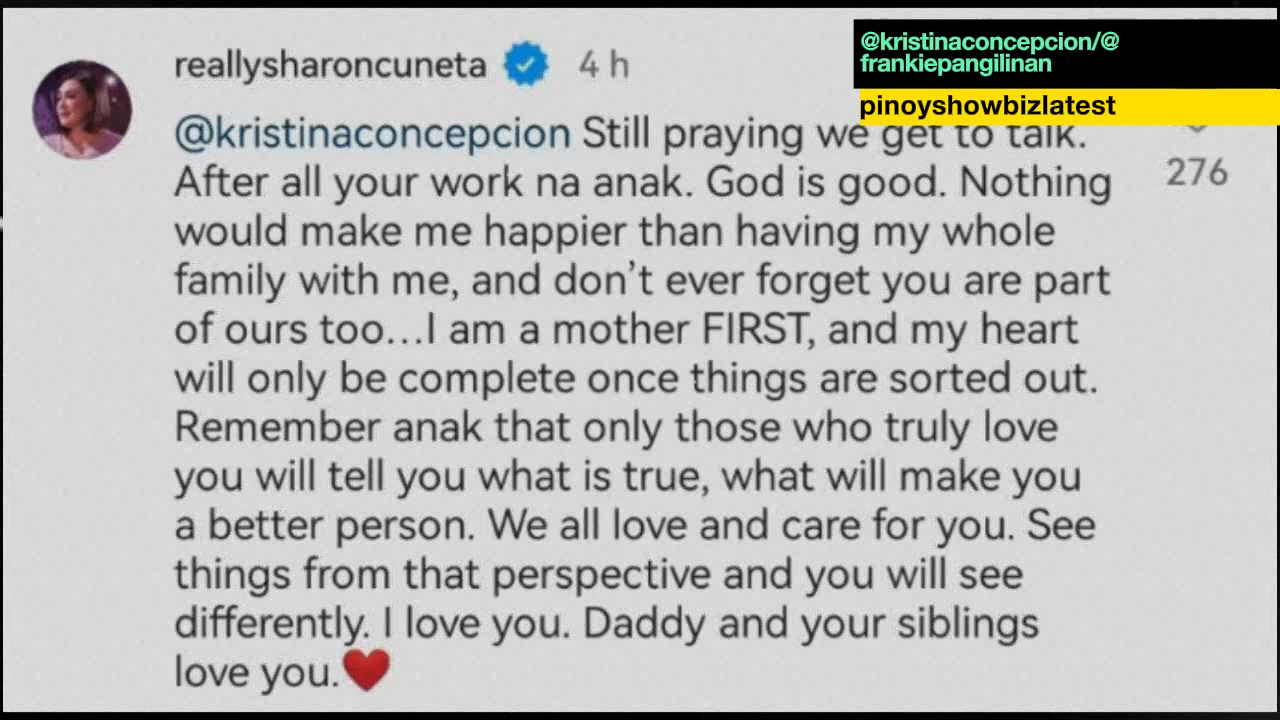 @kristinaconcepcion/@
frankiepangilinan
pinoyshowbizlatest
reallysharoncuneta 4 h
@kristinaconcepcion Still praying we get to talk.
After all your work na anak. God is good. Nothing
would make me happier than having my whole
family with me, and don’t ever forget you are part
of ours too...I am a mother FIRST, and my heart
will only be complete once things are sorted out.
Remember anak that only those who truly love
you will tell you what is true, what will make you
a better person. We all love and care for you. See
things from that perspective and you will see
differently. I love you. Daddy and your siblings
love you.❤️
276